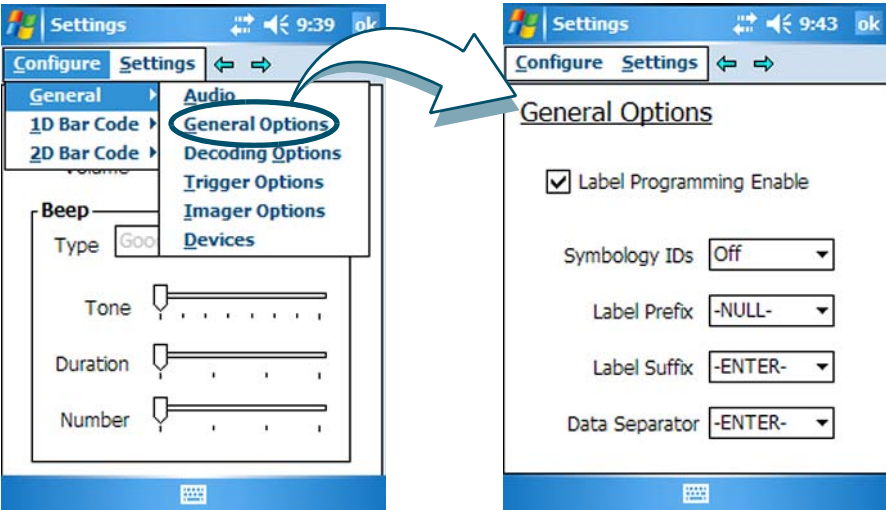 Settings 9:39 ok
Configure Settings
General
1D Bar Code
2D Bar Code
Audio
General Options
Decoding Options
Trigger Options
Imager Options
Devices
Volume
Beep
Type Goo
Tone
Duration
Number
Settings 9:43 ok
Configure Settings
General Options
Label Programming Enable
Symbology IDs Off
Label Prefix -NULL-
Label Suffix -ENTER-
Data Separator -ENTER-